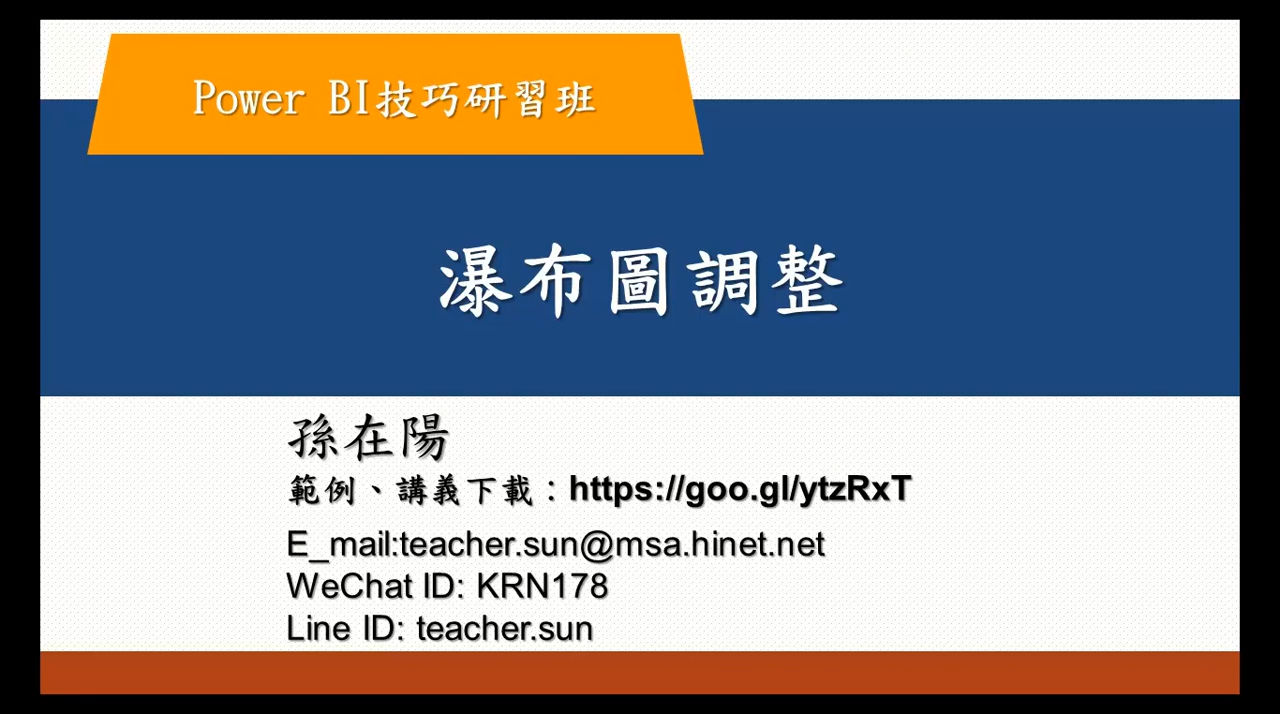 Power BI技巧研習班
瀑布圖調整
孫在陽
範例、講義下載：https://goo.gl/ytzRxT
E_mail:teacher.sun@msa.hinet.net
WeChat ID: KRN178
Line ID: teacher.sun